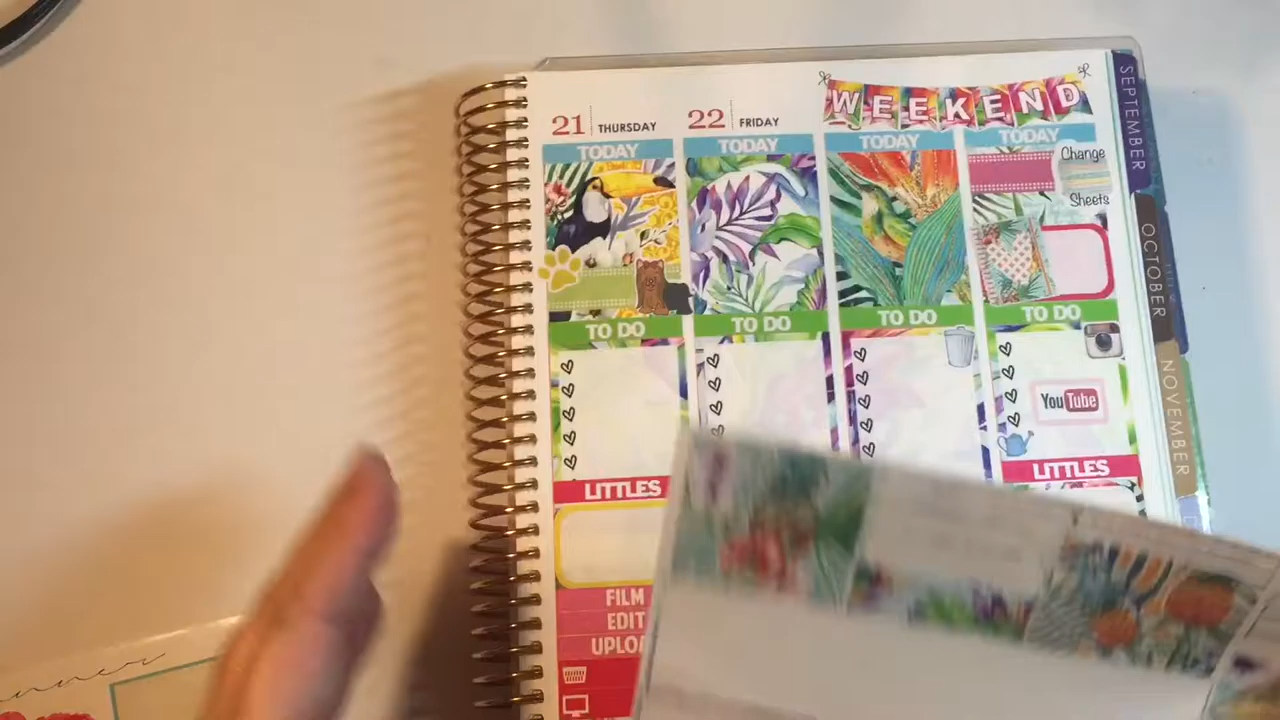 WEEKEND
21 THURSDAY
22 FRIDAY
TODAY
TODAY
TODAY
TODAY
Change
Sheets
TO DO
TO DO
TO DO
TO DO
YouTube
LITTLES
LITTLES
FILM
EDIT
UPLOA
SEPTEMBER
OCTOBER
NOVEMBER